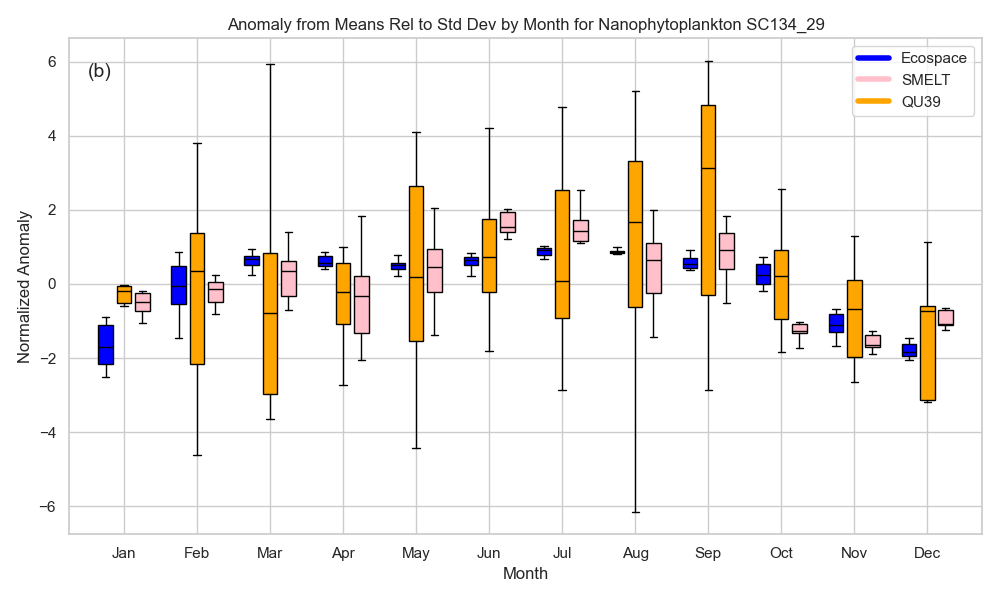 Anomaly from Means Rel to Std Dev by Month for Nanophytoplankton SC134_29
(b)
Ecospace
SMELT
QU39
Normalized Anomaly
6
4
2
0
−2
−4
−6
Jan Feb Mar Apr May Jun Jul Aug Sep Oct Nov Dec
Month